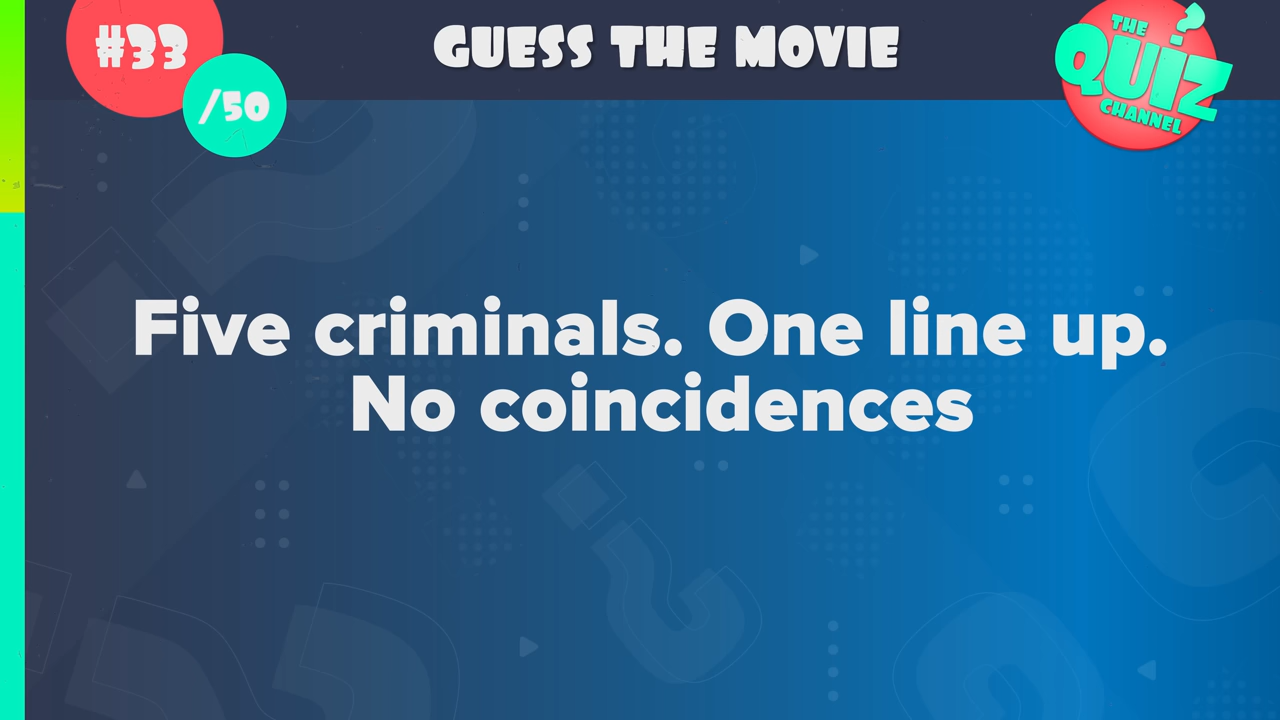 #33
/50
GUESS THE MOVIE
THE
QUIZ
CHANNEL
Five criminals. One line up.
No coincidences